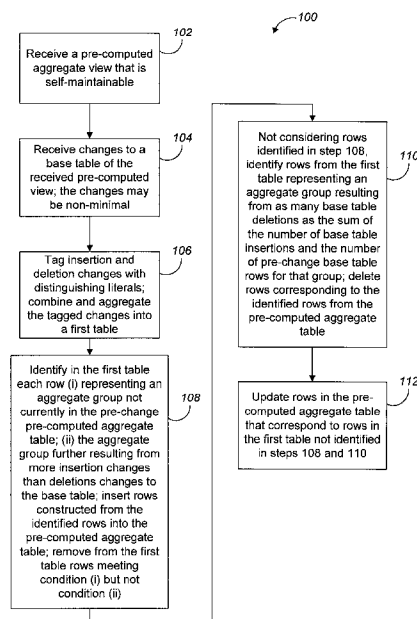 100
102
Receive a pre-computed
aggregate view that is
self-maintainable
104
Receive changes to a
base table of the
received pre-computed
view; the changes may
be non-minimal
106
Tag insertion and
deletion changes with
distinguishing literals;
combine and aggregate
the tagged changes into
a first table
108
Identify in the first table
each row (i) representing an
aggregate group not
currently in the pre-change
pre-computed aggregate
table; (ii) the aggregate
group further resulting from
more insertion changes
than deletions changes to
the base table; insert rows
constructed from the
identified rows into the
pre-computed aggregate
table; remove from the first
table rows meeting
condition (i) but not
condition (ii)
110
Not considering rows
identified in step 108,
identify rows from the first
table representing an
aggregate group resulting
from as many base table
deletions as the sum of
the number of base table
insertions and the number
of pre-change base table
rows for that group; delete
rows corresponding to the
identified rows from the
pre-computed aggregate
table
112
Update rows in the pre-
computed aggregate table
that correspond to rows in
the first table not identified
in steps 108 and 110